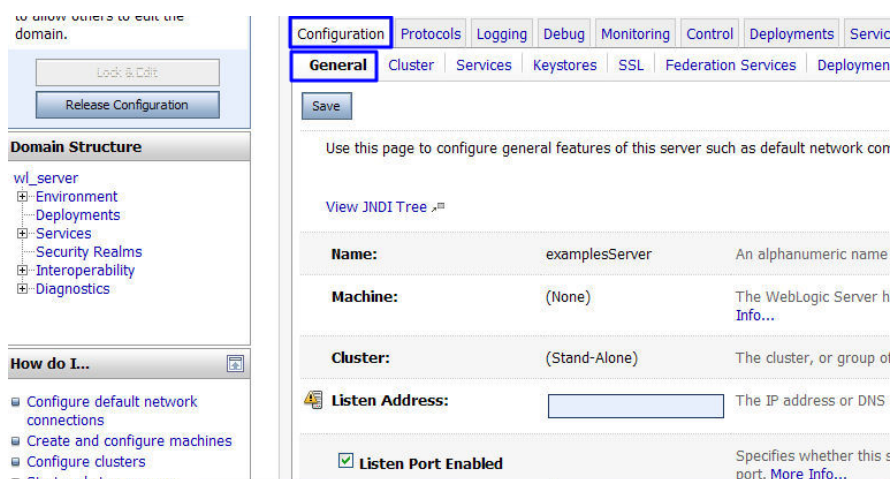 domain.
Lock & Edit
Release Configuration
Domain Structure
wl_server
Environment
Deployments
Services
Security Realms
Interoperability
Diagnostics
How do I...
Configure default network
connections
Create and configure machines
Configure clusters
Configuration Protocols Logging Debug Monitoring Control Deployments Servic
General Cluster Services Keystores SSL Federation Services Deploymen
Save
Use this page to configure general features of this server such as default network com
View JNDI Tree
Name: examplesServer An alphanumeric name
Machine: (None) The WebLogic Server h
Info...
Cluster: (Stand-Alone) The cluster, or group of
Listen Address: The IP address or DNS
Listen Port Enabled Specifies whether this s
port. More Info...